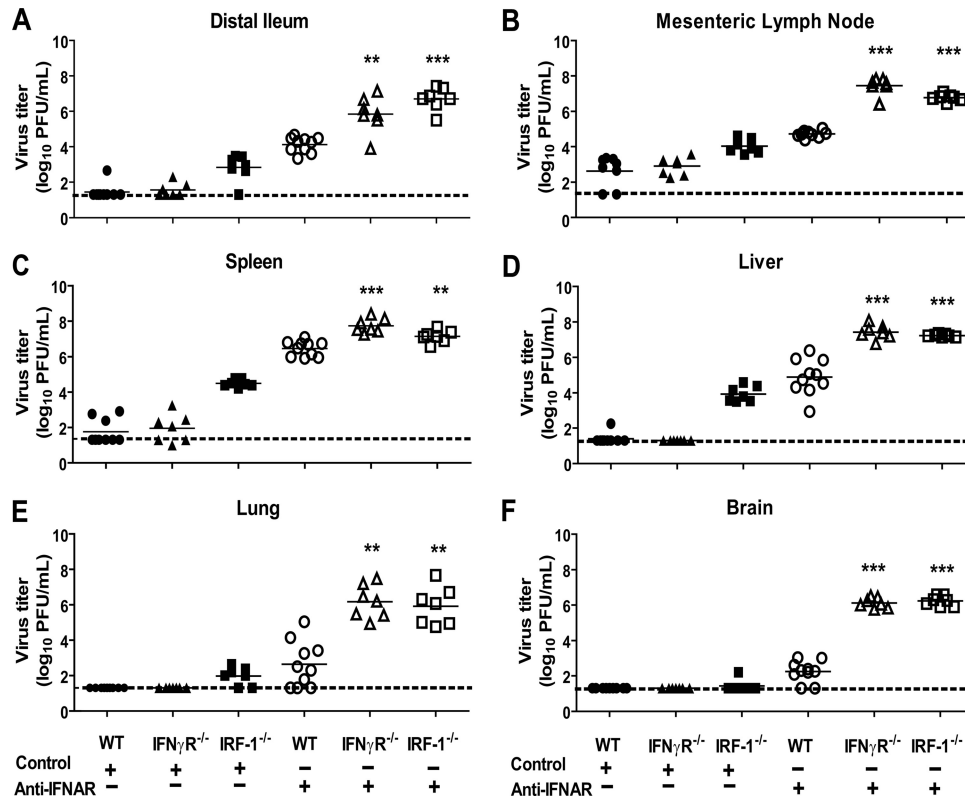 A Distal Ileum
Virus titer
(log10 PFU/mL)
10
8
6
4
2
0
** ***
B Mesenteric Lymph Node
Virus titer
(log10 PFU/mL)
10
8
6
4
2
0
*** ***
C Spleen
Virus titer
(log10 PFU/mL)
10
8
6
4
2
0
*** **
D Liver
Virus titer
(log10 PFU/mL)
10
8
6
4
2
0
*** ***
E Lung
Virus titer
(log10 PFU/mL)
10
8
6
4
2
0
** **
F Brain
Virus titer
(log10 PFU/mL)
10
8
6
4
2
0
*** ***
WT IFNγR-/- IRF-1-/- WT IFNγR-/- IRF-1-/-
Control + + + – – –
Anti-IFNAR – – – + + +
WT IFNγR-/- IRF-1-/- WT IFNγR-/- IRF-1-/-
Control + + + – – –
Anti-IFNAR – – – + + +